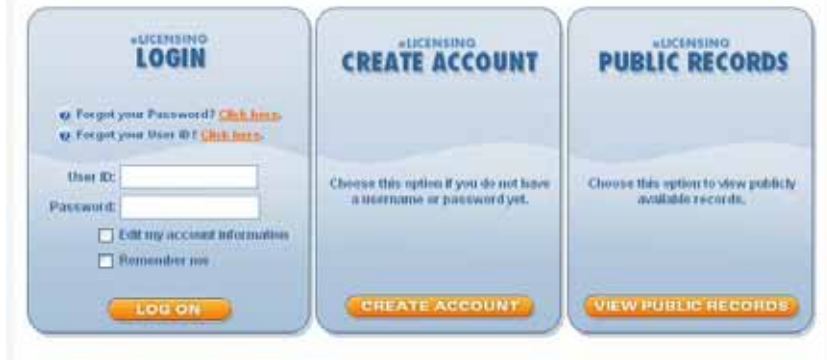 eLICENSING
LOGIN
Forgot your Password? Click here.
Forgot your User ID? Click here.
User ID:
Password:
Edit my account information
Remember me
LOG ON
eLICENSING
CREATE ACCOUNT
Choose this option if you do not have
a username or password yet.
CREATE ACCOUNT
eLICENSING
PUBLIC RECORDS
Choose this option to view publicly
available records.
VIEW PUBLIC RECORDS